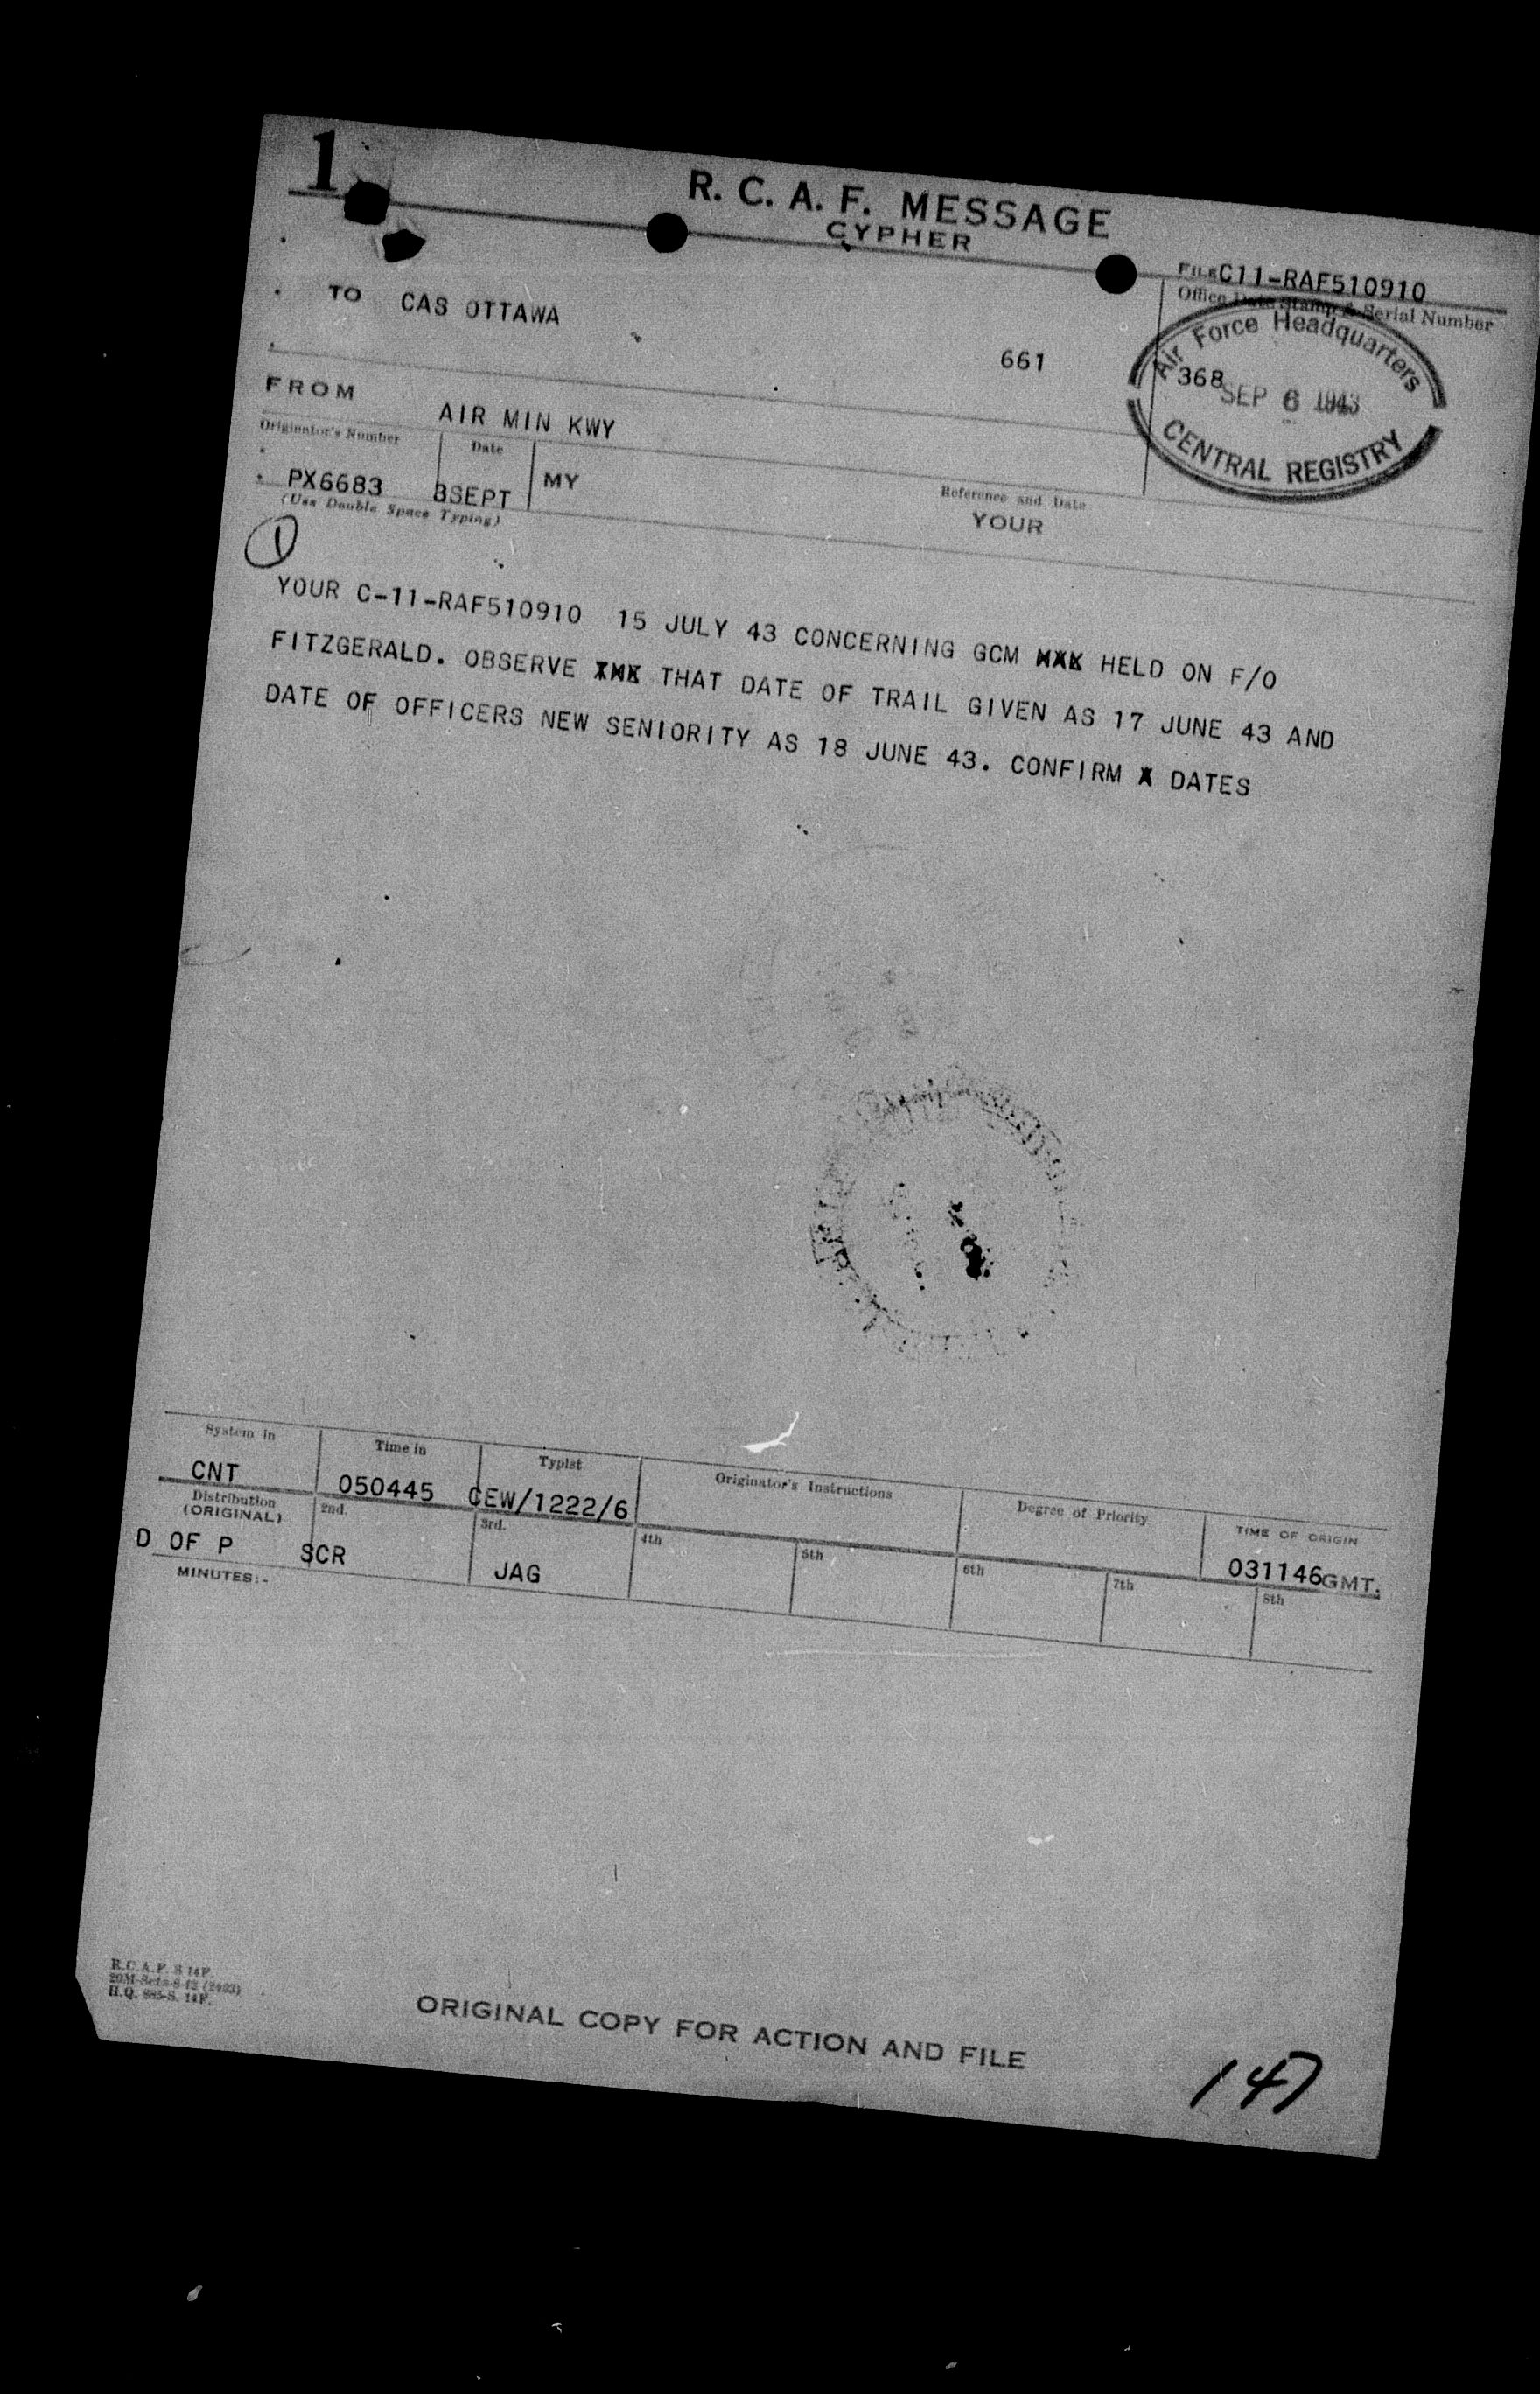 1
R. C. A. F. MESSAGE
CYPHER
FILE C11-RAF510910
Office Date Stamp & Serial Number
TO CAS OTTAWA
661
368
Air Force Headquarters
SEP 6 1943
CENTRAL REGISTRY
FROM
AIR MIN KWY
Originator's Number
Date
PX6683
3SEPT
MY
Reference and Date
YOUR
(Use Double Space Typing)
1
YOUR C-11-RAF510910 15 JULY 43 CONCERNING GCM HELD ON F/O
FITZGERALD. OBSERVE THAT DATE OF TRAIL GIVEN AS 17 JUNE 43 AND
DATE OF OFFICERS NEW SENIORITY AS 18 JUNE 43. CONFIRM X DATES
System in
Time in
Typist
Originator's Instructions
Degree of Priority
TIME OF ORIGIN
CNT
050445
CEW/1222/6
031146GMT.
Distribution
(ORIGINAL)
2nd.
3rd.
4th
5th
6th
7th
8th
D OF P
SCR
JAG
MINUTES:-
R.C.A.F. S 14F.
H.Q. 885-S. 14F.
ORIGINAL COPY FOR ACTION AND FILE
147